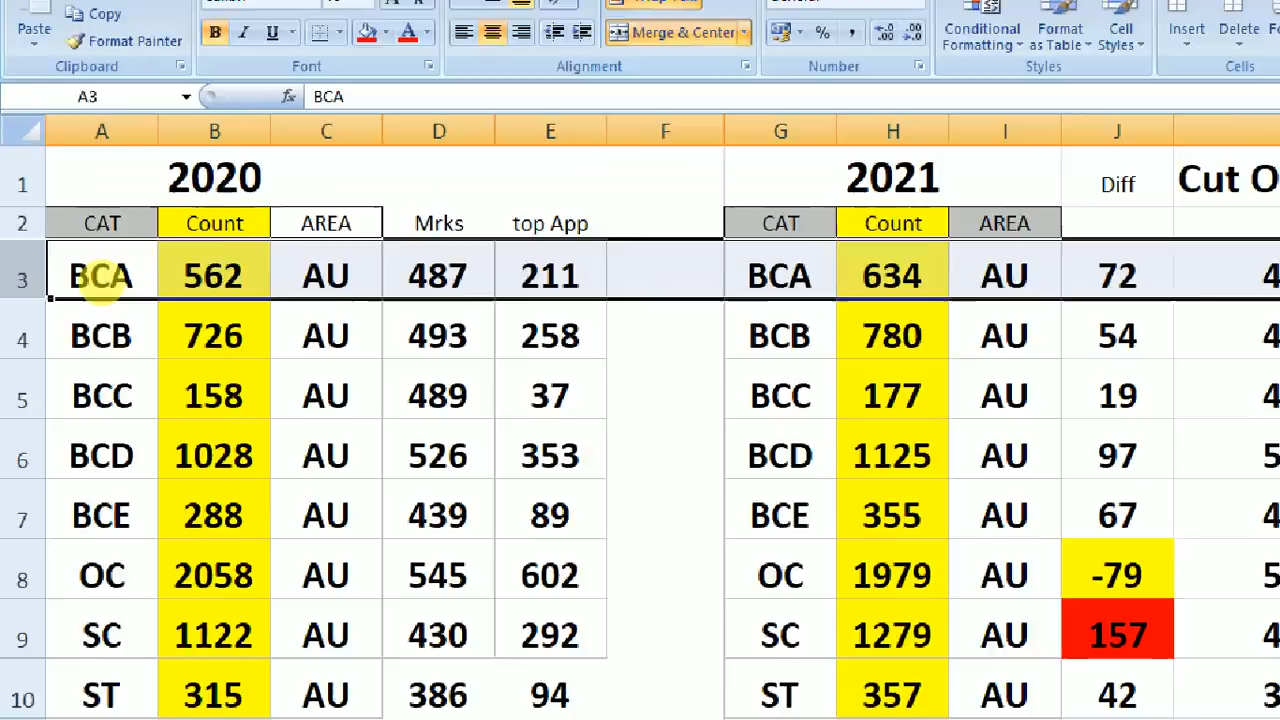 Copy
Paste
Format Painter
B I U A
Merge & Center
% ,
Conditional Formatting
Format as Table
Cell Styles
Insert
Delete
Clipboard Font Alignment Number Styles Cells
A3 fx BCA
A B C D E F G H I J
1 2020 2021 Diff Cut O
2 CAT Count AREA Mrks top App CAT Count AREA
3 BCA 562 AU 487 211 BCA 634 AU 72 4
4 BCB 726 AU 493 258 BCB 780 AU 54 4
5 BCC 158 AU 489 37 BCC 177 AU 19 4
6 BCD 1028 AU 526 353 BCD 1125 AU 97 5
7 BCE 288 AU 439 89 BCE 355 AU 67 4
8 OC 2058 AU 545 602 OC 1979 AU -79 5
9 SC 1122 AU 430 292 SC 1279 AU 157 4
10 ST 315 AU 386 94 ST 357 AU 42 3